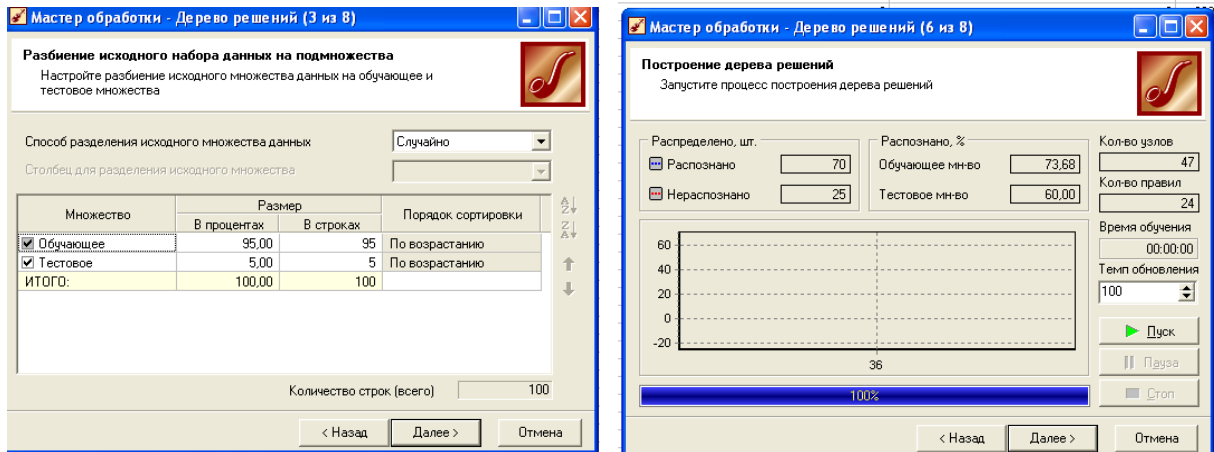 Мастер обработки - Дерево решений (3 из 8)
Разбиение исходного набора данных на подмножества
Настройте разбиение исходного множества данных на обучающее и
тестовое множества
Способ разделения исходного множества данных Случайно
Столбец для разделения исходного множества
Множество Размер Порядок сортировки
В процентах В строках
Обучающее 95,00 95 По возрастанию
Тестовое 5,00 5 По возрастанию
ИТОГО: 100,00 100
Количество строк (всего) 100
< Назад Далее > Отмена
Мастер обработки - Дерево решений (6 из 8)
Построение дерева решений
Запустите процесс построения дерева решений
Распределено, шт. Распознано, % Кол-во узлов
Распознано 70 Обучающее мн-во 73,68 47
Кол-во правил
Нераспознано 25 Тестовое мн-во 60,00 24
Время обучения
00:00:00
Темп обновления
100
60
40
20
0
-20
36
Пуск
Пауза
Стоп
100%
< Назад Далее > Отмена